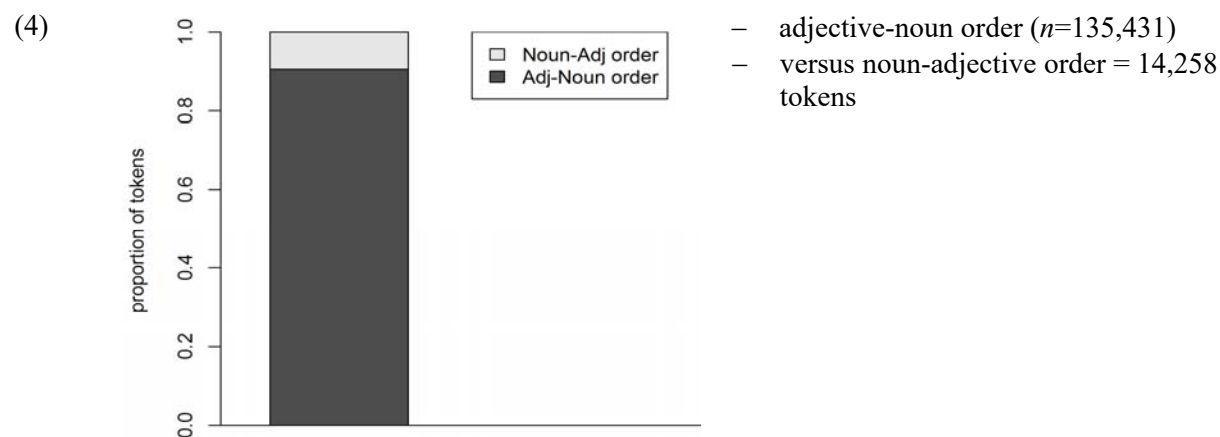 (4)
1.0
0.8
0.6
0.4
0.2
0.0
proportion of tokens
Noun-Adj order
Adj-Noun order
– adjective-noun order (n=135,431)
– versus noun-adjective order = 14,258
tokens